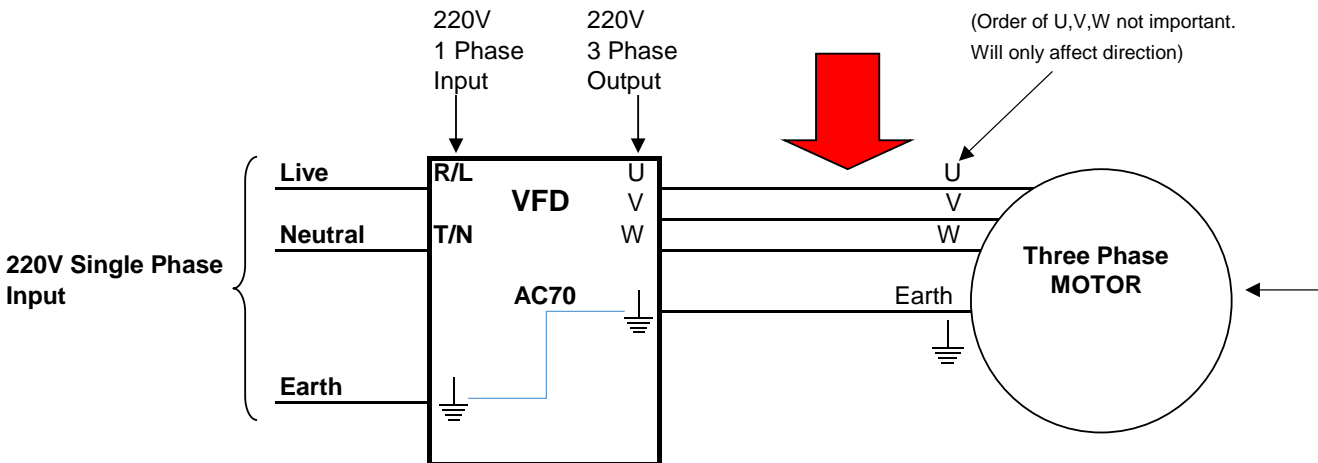 220V
1 Phase
Input
220V
3 Phase
Output
(Order of U,V,W not important.
Will only affect direction)
Live
R/L
U
U
VFD
V
V
Neutral
T/N
W
W
220V Single Phase
Input
Three Phase
MOTOR
AC70
Earth
Earth